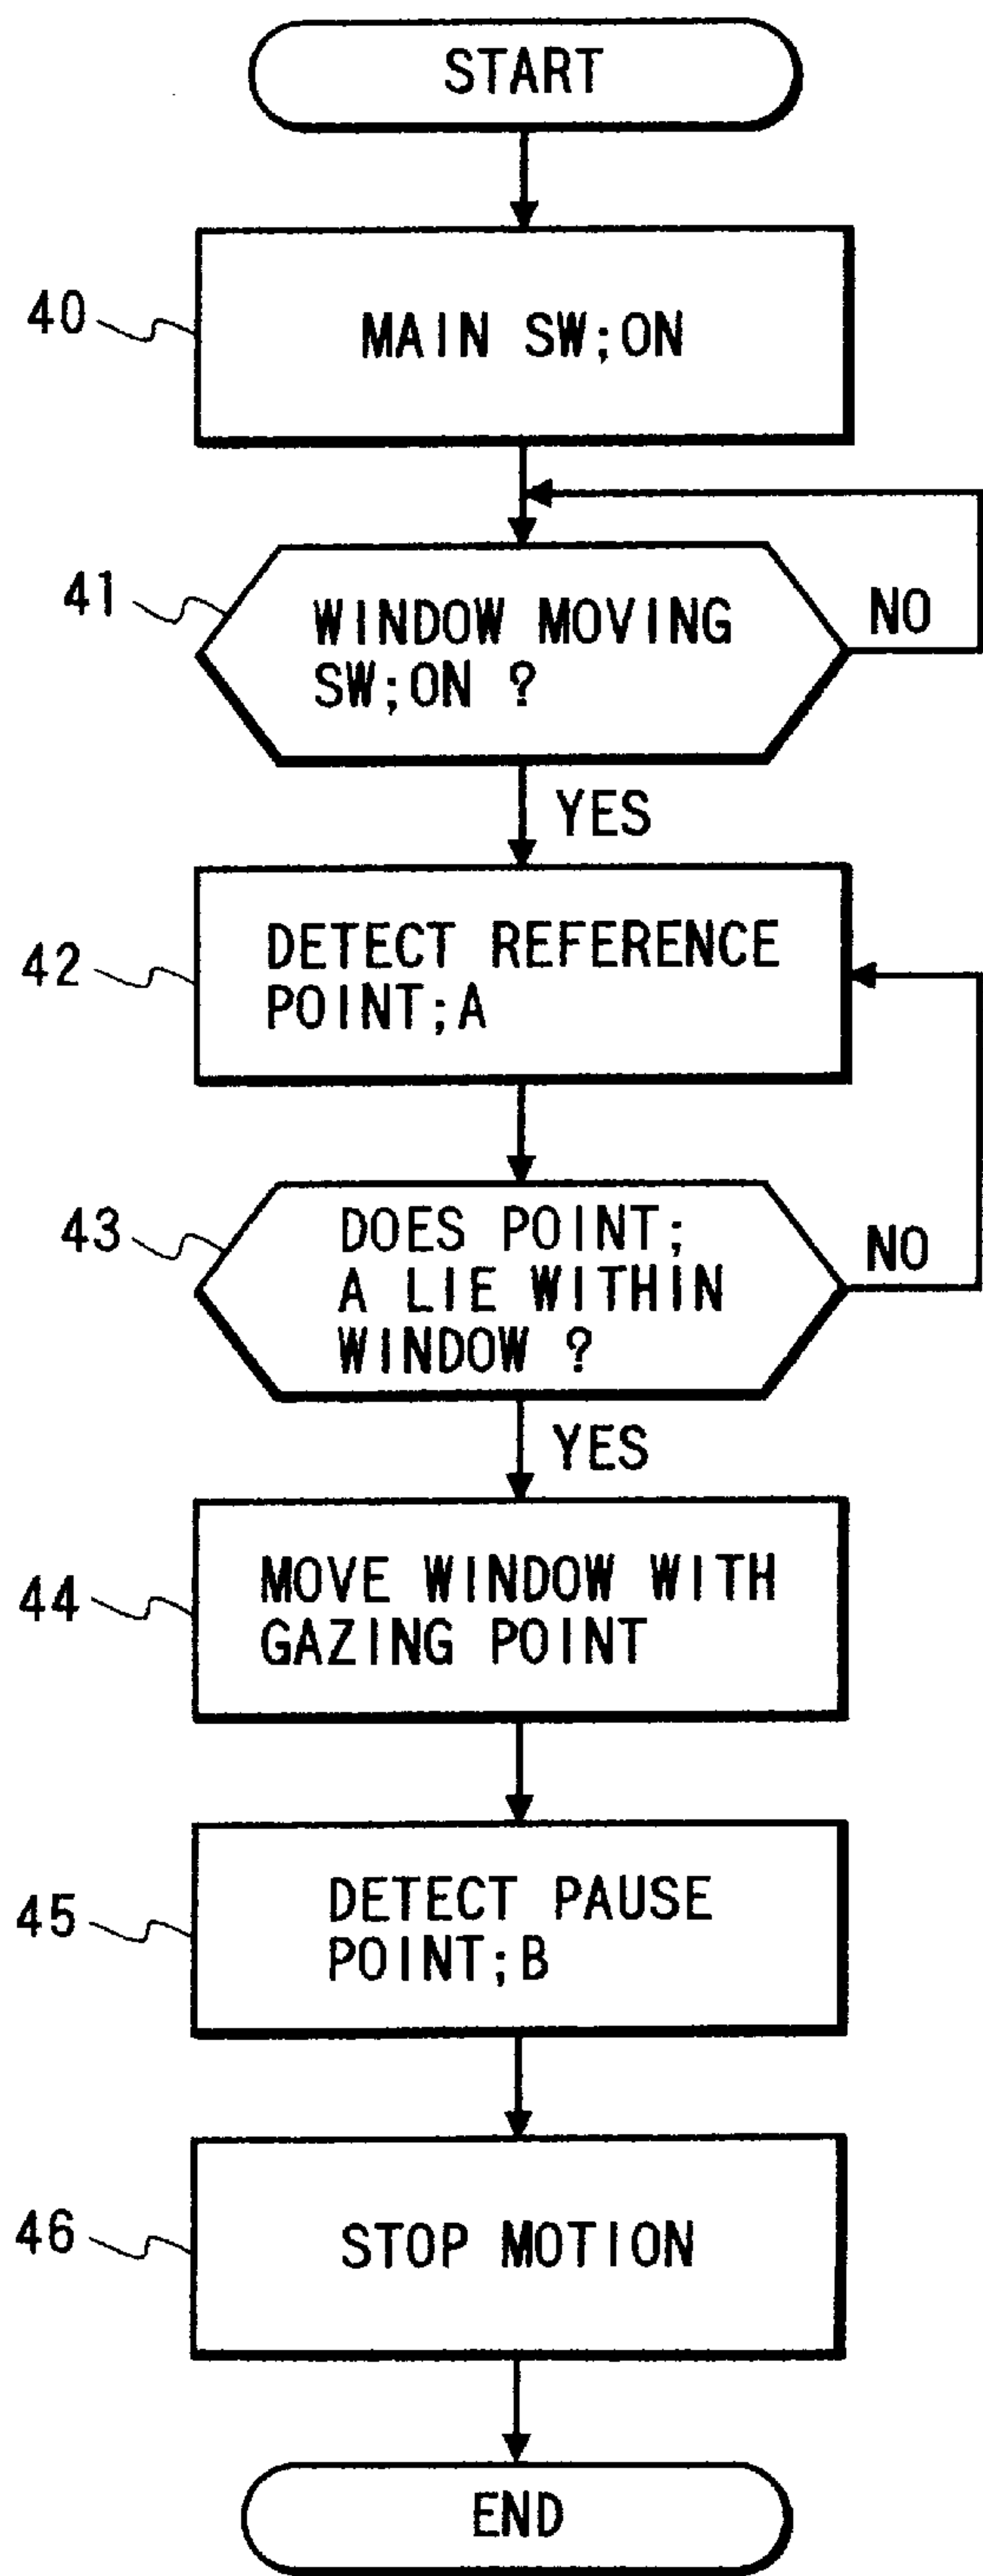 START
40
MAIN SW;ON
41
WINDOW MOVING
SW;ON ?
NO
YES
42
DETECT REFERENCE
POINT;A
43
DOES POINT;
A LIE WITHIN
WINDOW ?
NO
YES
44
MOVE WINDOW WITH
GAZING POINT
45
DETECT PAUSE
POINT;B
46
STOP MOTION
END